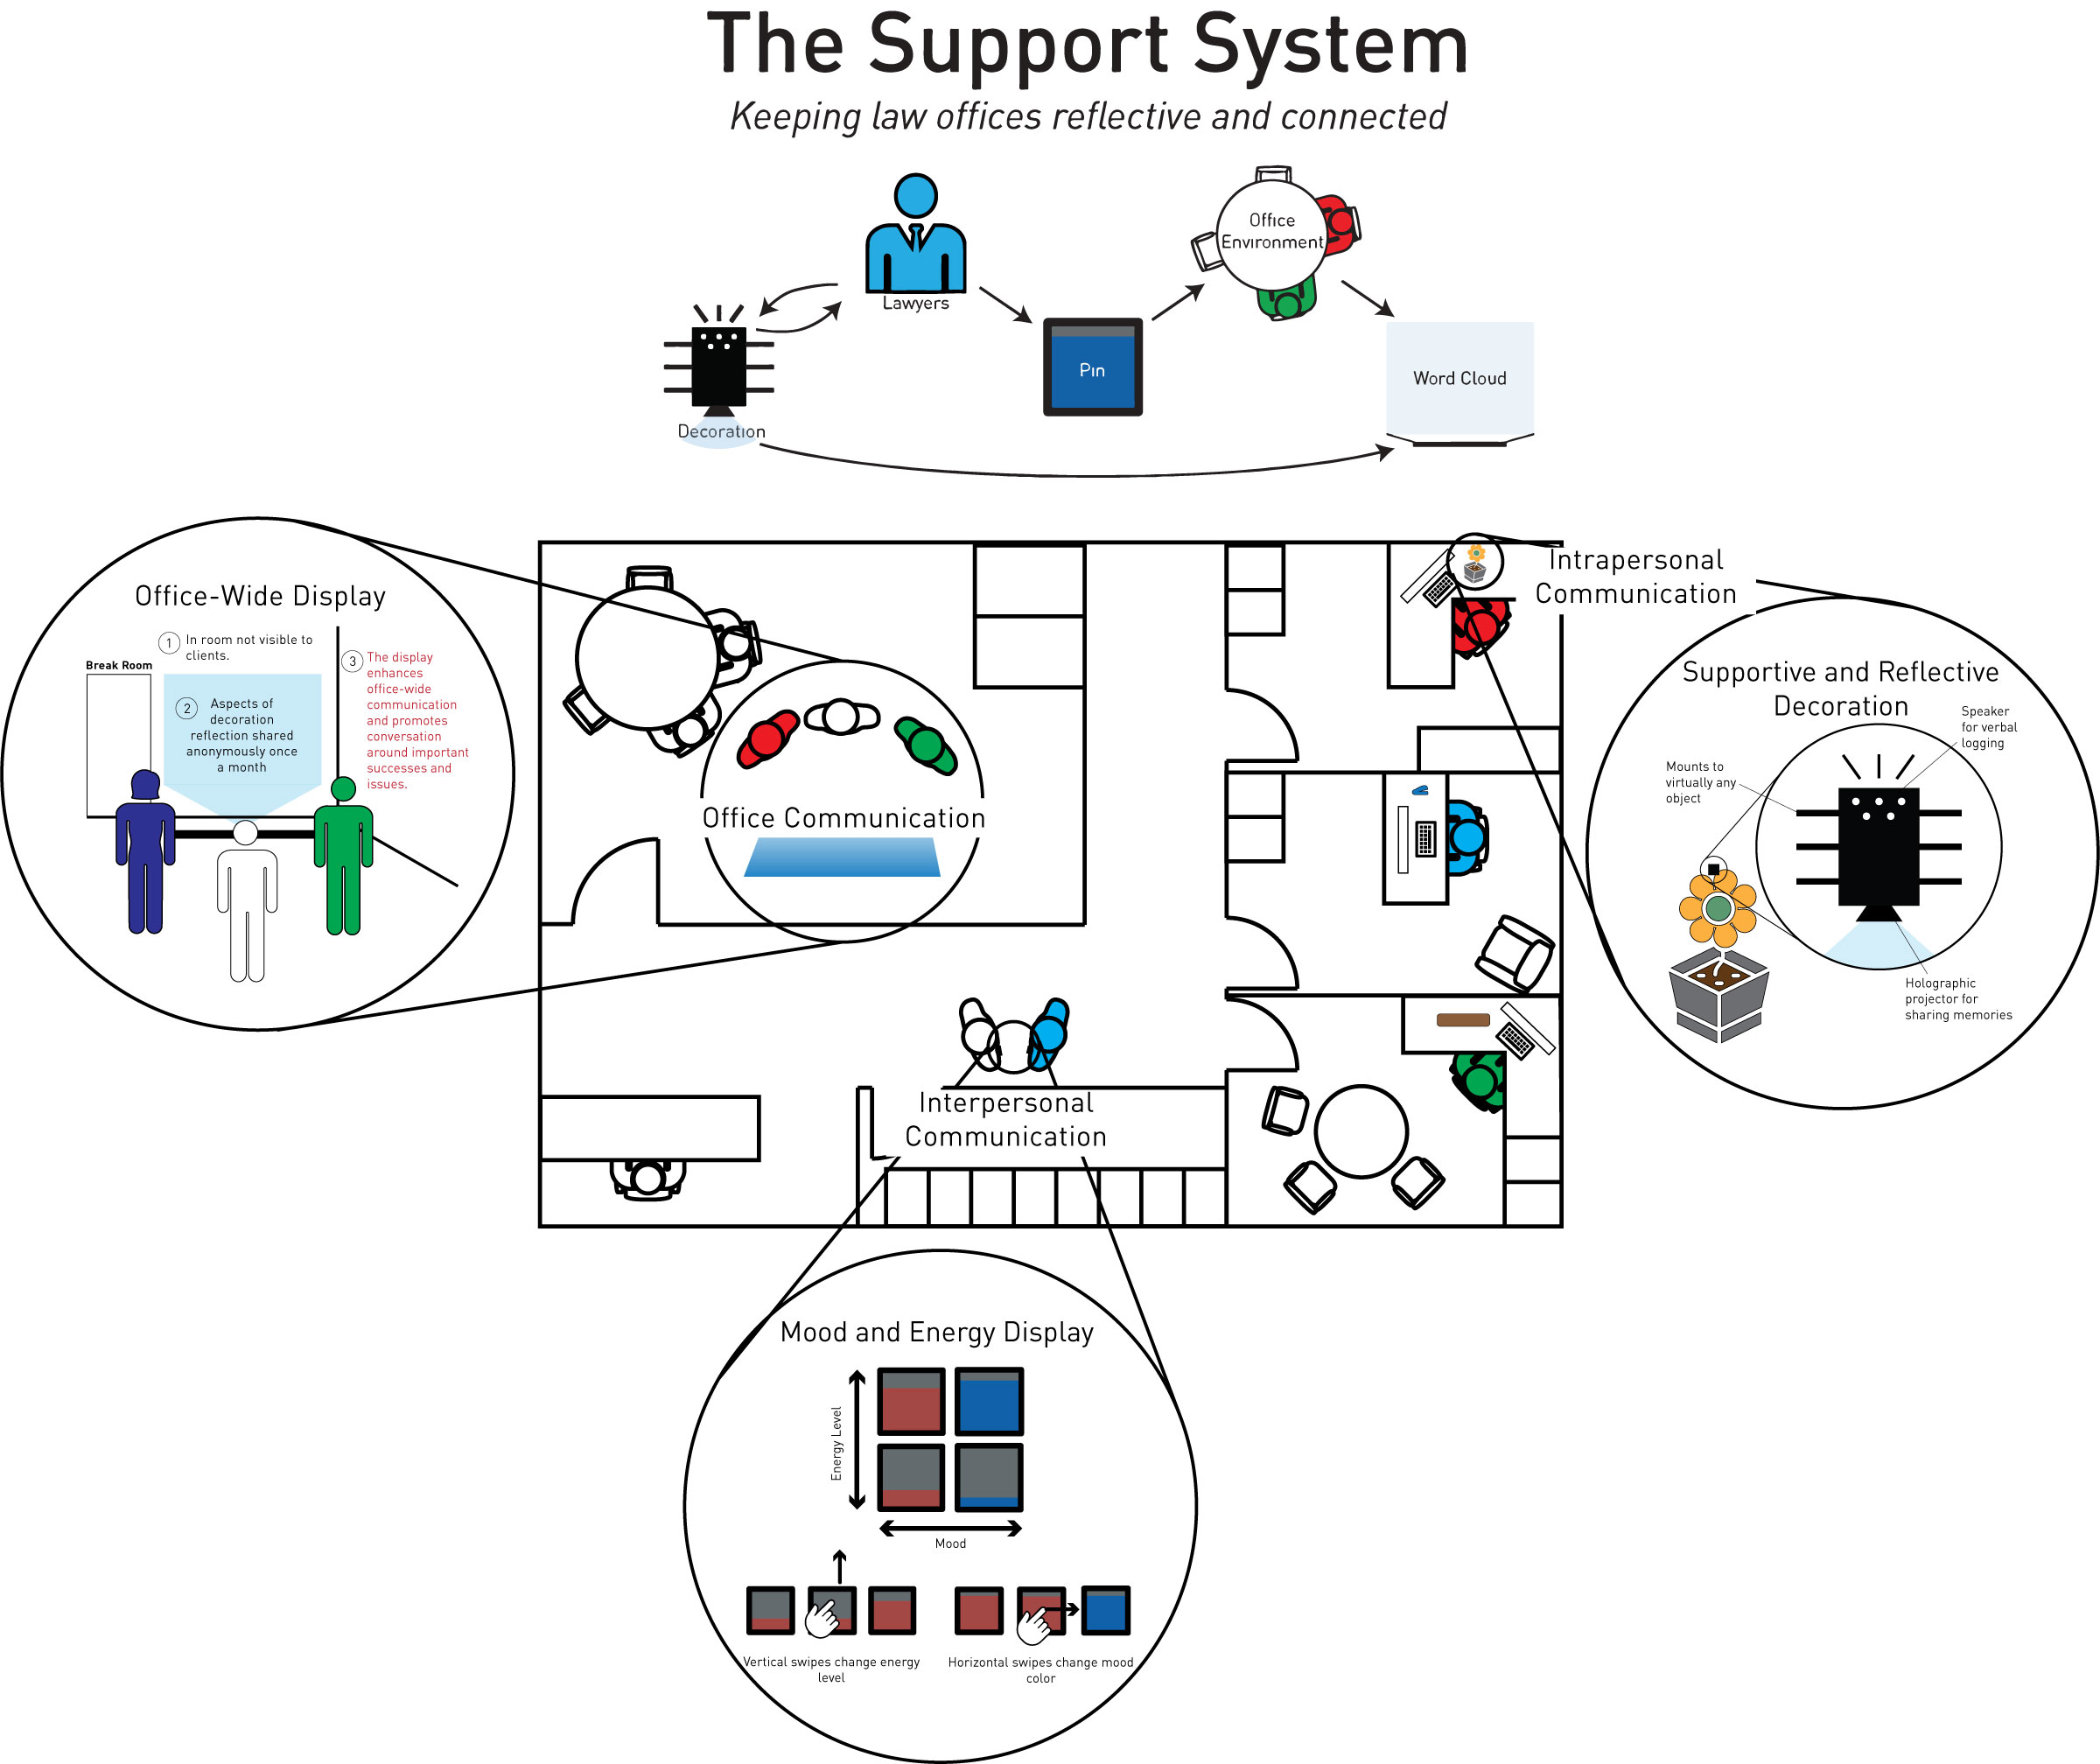 The Support System
Keeping law offices reflective and connected
Lawyers
Office
Environment
Pin
Word Cloud
Decoration
Office-Wide Display
1 In room not visible to
clients.
Break Room
2 Aspects of
decoration
reflection shared
anonymously once
a month
3 The display
enhances
office-wide
communication
and promotes
conversation
around important
successes and
issues.
Office Communication
Intrapersonal
Communication
Supportive and Reflective
Decoration
Speaker
for verbal
logging
Mounts to
virtually any
object
Holographic
projector for
sharing memories
Interpersonal
Communication
Mood and Energy Display
Energy Level
Mood
Vertical swipes change energy
level
Horizontal swipes change mood
color